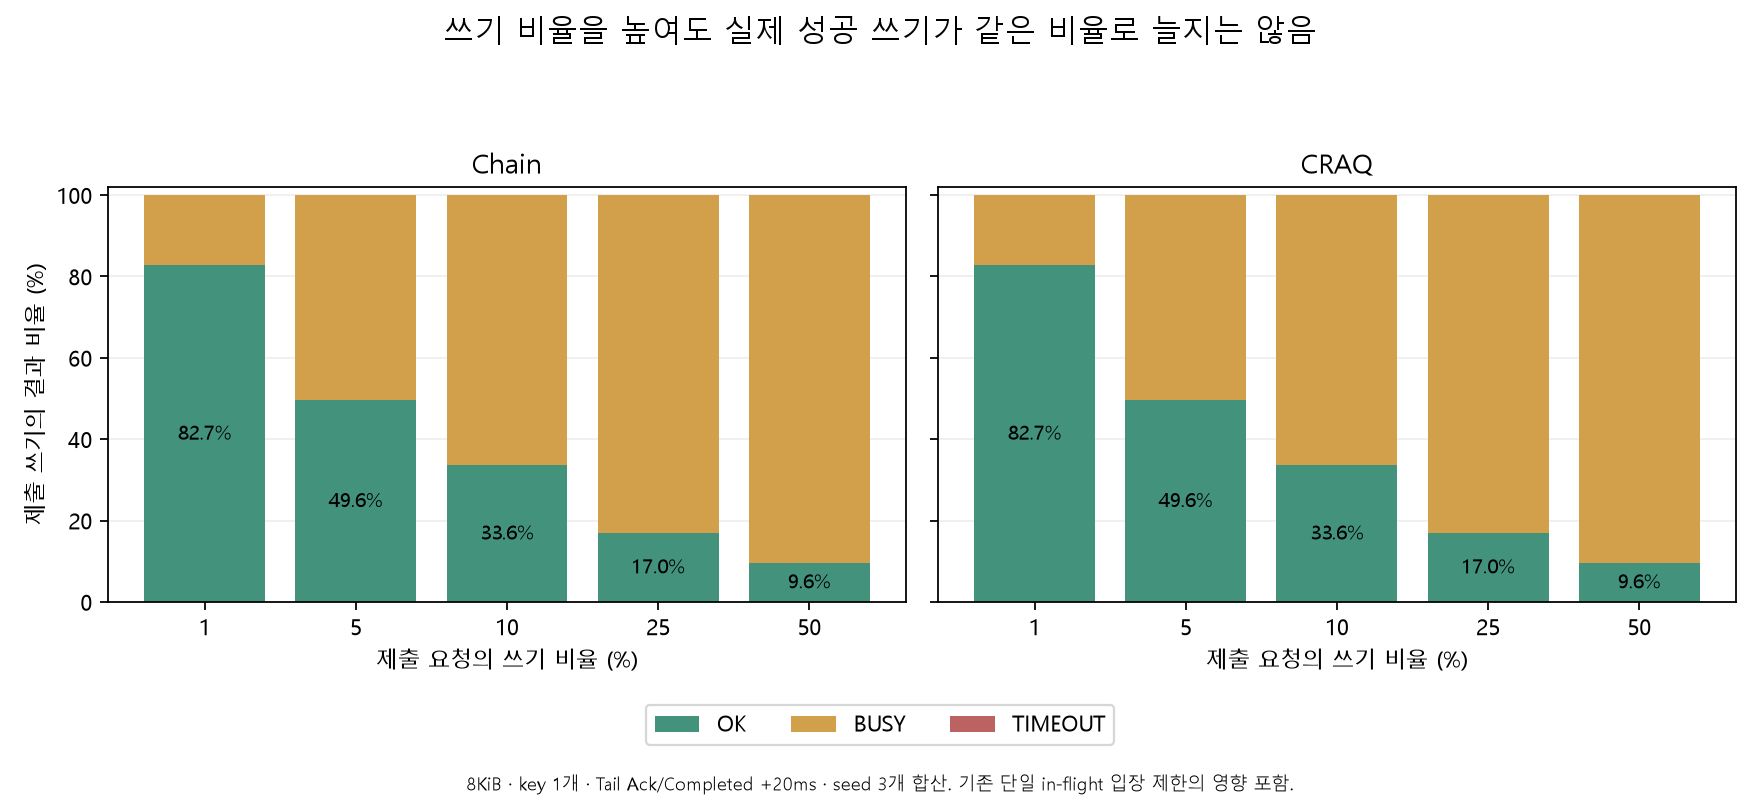 쓰기 비율을 높여도 실제 성공 쓰기가 같은 비율로 늘지는 않음
Chain
CRAQ
제출 쓰기의 결과 비율 (%)
100
80
60
40
20
0
82.7%
49.6%
33.6%
17.0%
9.6%
82.7%
49.6%
33.6%
17.0%
9.6%
1
5
10
25
50
1
5
10
25
50
제출 요청의 쓰기 비율 (%)
제출 요청의 쓰기 비율 (%)
OK
BUSY
TIMEOUT
8KiB · key 1개 · Tail Ack/Completed +20ms · seed 3개 합산. 기존 단일 in-flight 입장 제한의 영향 포함.